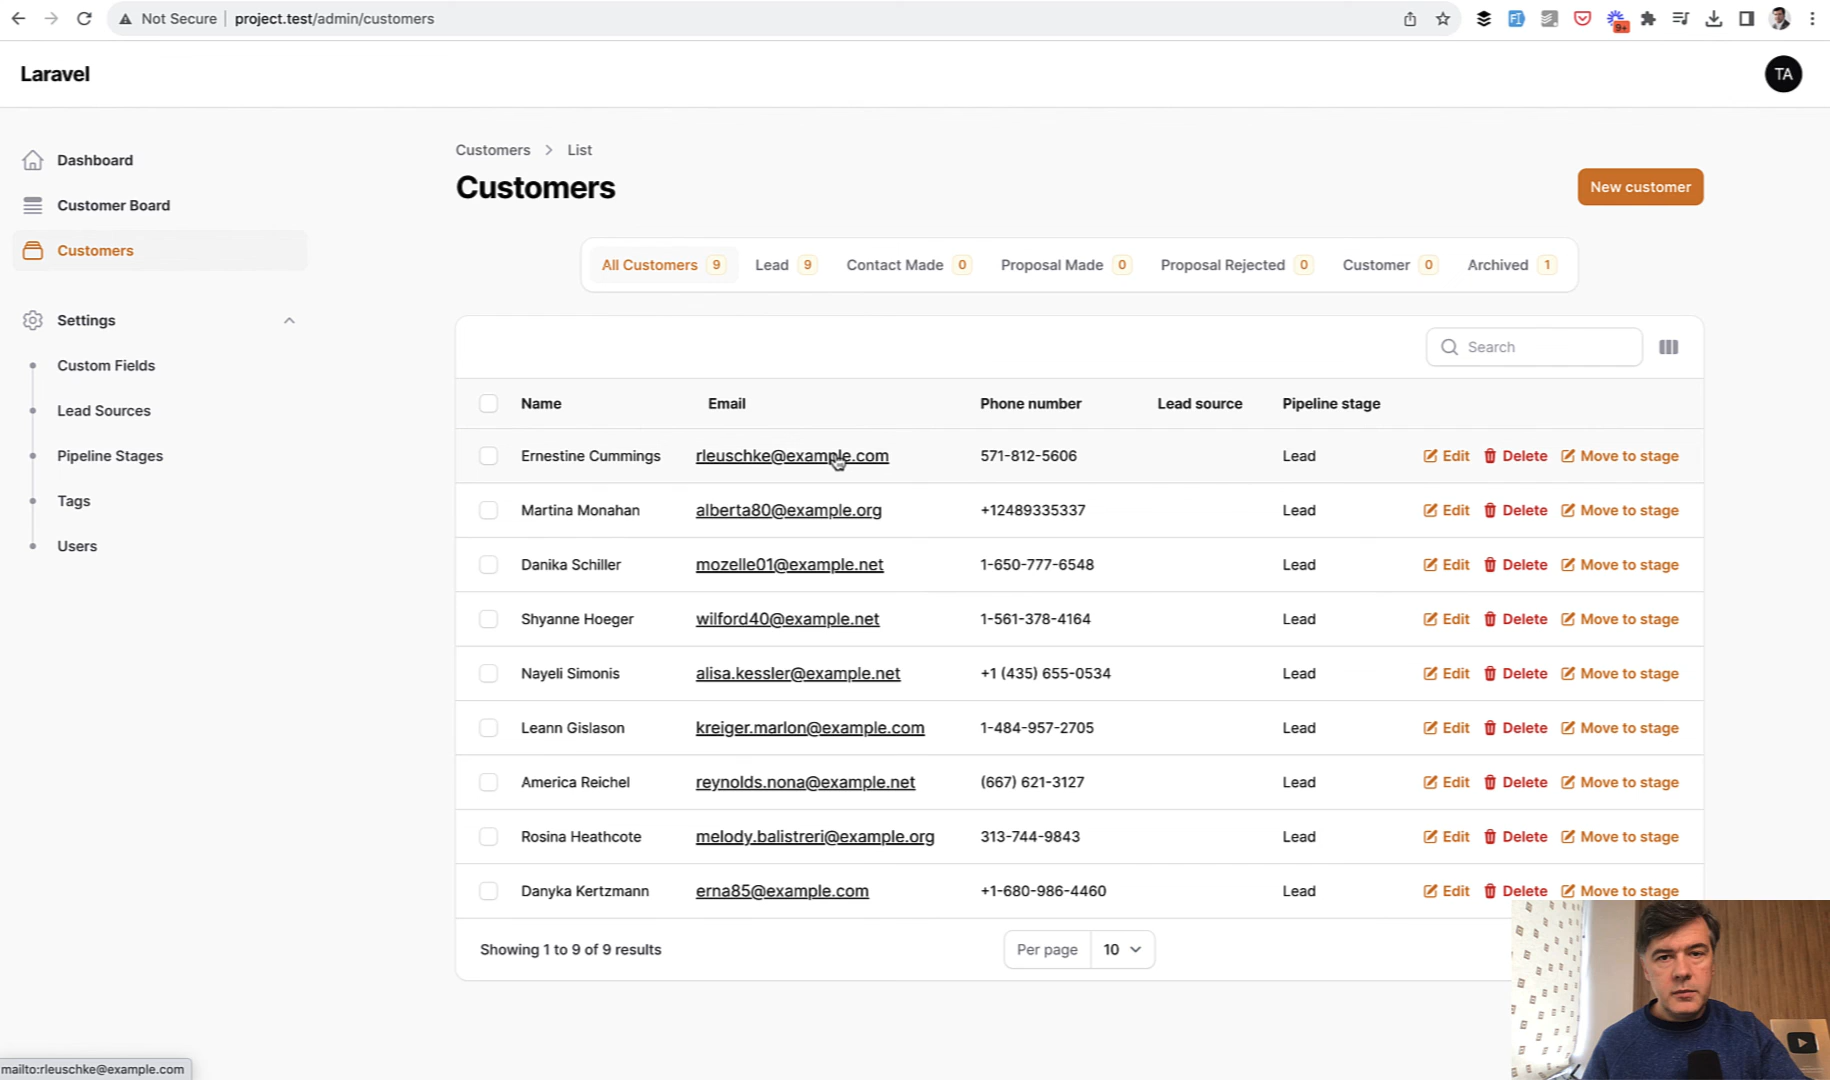 Not Secure project.test/admin/customers
9+
Laravel
TA
Dashboard
Customer Board
Customers
Settings
Custom Fields
Lead Sources
Pipeline Stages
Tags
Users
Customers List
Customers
New customer
All Customers 9 Lead 9 Contact Made 0 Proposal Made 0 Proposal Rejected 0 Customer 0 Archived 1
Search
Name Email Phone number Lead source Pipeline stage
Ernestine Cummings rleuschke@example.com 571-812-5606 Lead Edit Delete Move to stage
Martina Monahan alberta80@example.org +12489335337 Lead Edit Delete Move to stage
Danika Schiller mozelle01@example.net 1-650-777-6548 Lead Edit Delete Move to stage
Shyanne Hoeger wilford40@example.net 1-561-378-4164 Lead Edit Delete Move to stage
Nayeli Simonis alisa.kessler@example.net +1 (435) 655-0534 Lead Edit Delete Move to stage
Leann Gislason kreiger.marlon@example.com 1-484-957-2705 Lead Edit Delete Move to stage
America Reichel reynolds.nona@example.net (667) 621-3127 Lead Edit Delete Move to stage
Rosina Heathcote melody.balistreri@example.org 313-744-9843 Lead Edit Delete Move to stage
Danyka Kertzmann erna85@example.com +1-680-986-4460 Lead Edit Delete Move to stage
Showing 1 to 9 of 9 results Per page 10
mailto:rleuschke@example.com